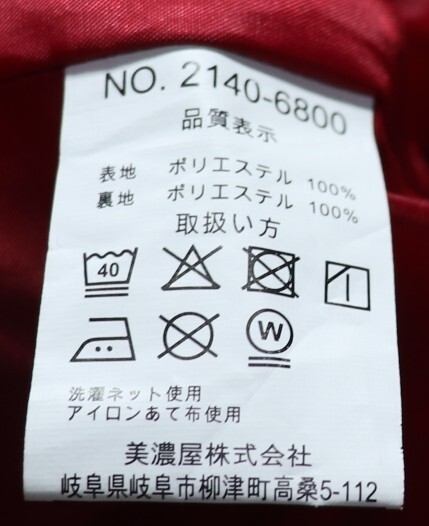 NO. 2140-6800
品質表示
表地 ポリエステル 100%
裏地 ポリエステル 100%
取扱い方
40
W
洗濯ネット使用
アイロンあて布使用
美濃屋株式会社
岐阜県岐阜市柳津町高桑5-112